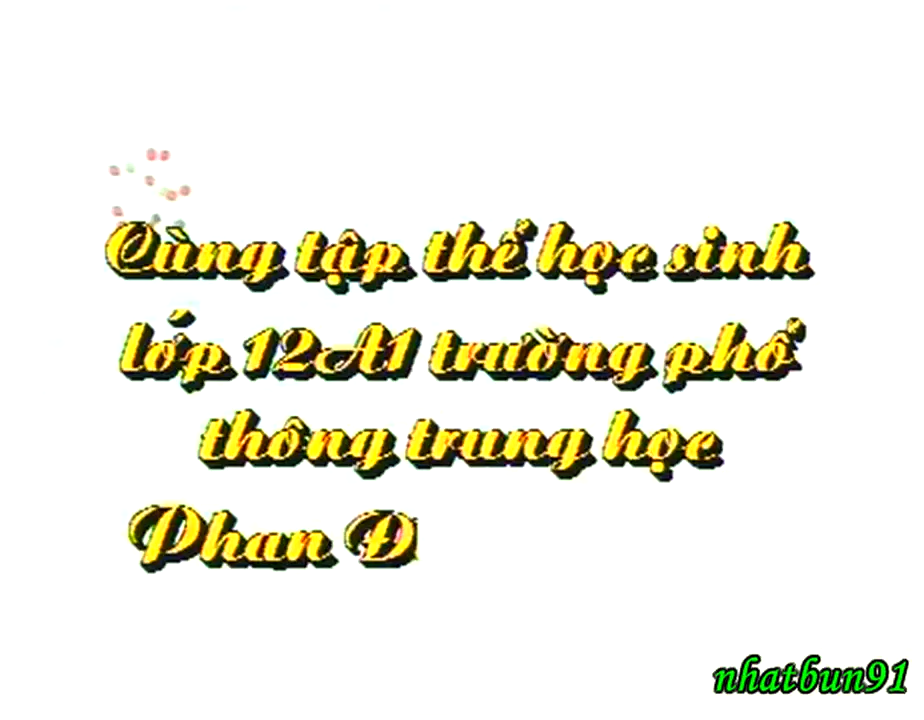 Cùng tập thể học sinh
lớp 12A1 trường phổ
thông trung học
Phan Đ
nhatbun91